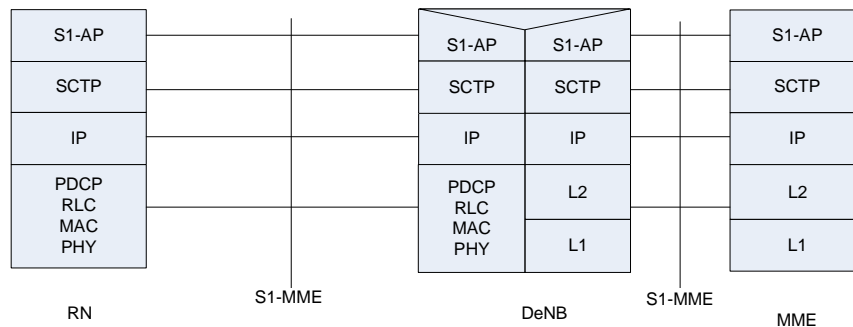 S1-AP
SCTP
IP
PDCP
RLC
MAC
PHY
RN
S1-MME
S1-AP
S1-AP
SCTP
SCTP
IP
IP
PDCP
RLC
MAC
PHY
L2
L1
DeNB
S1-MME
S1-AP
SCTP
IP
L2
L1
MME